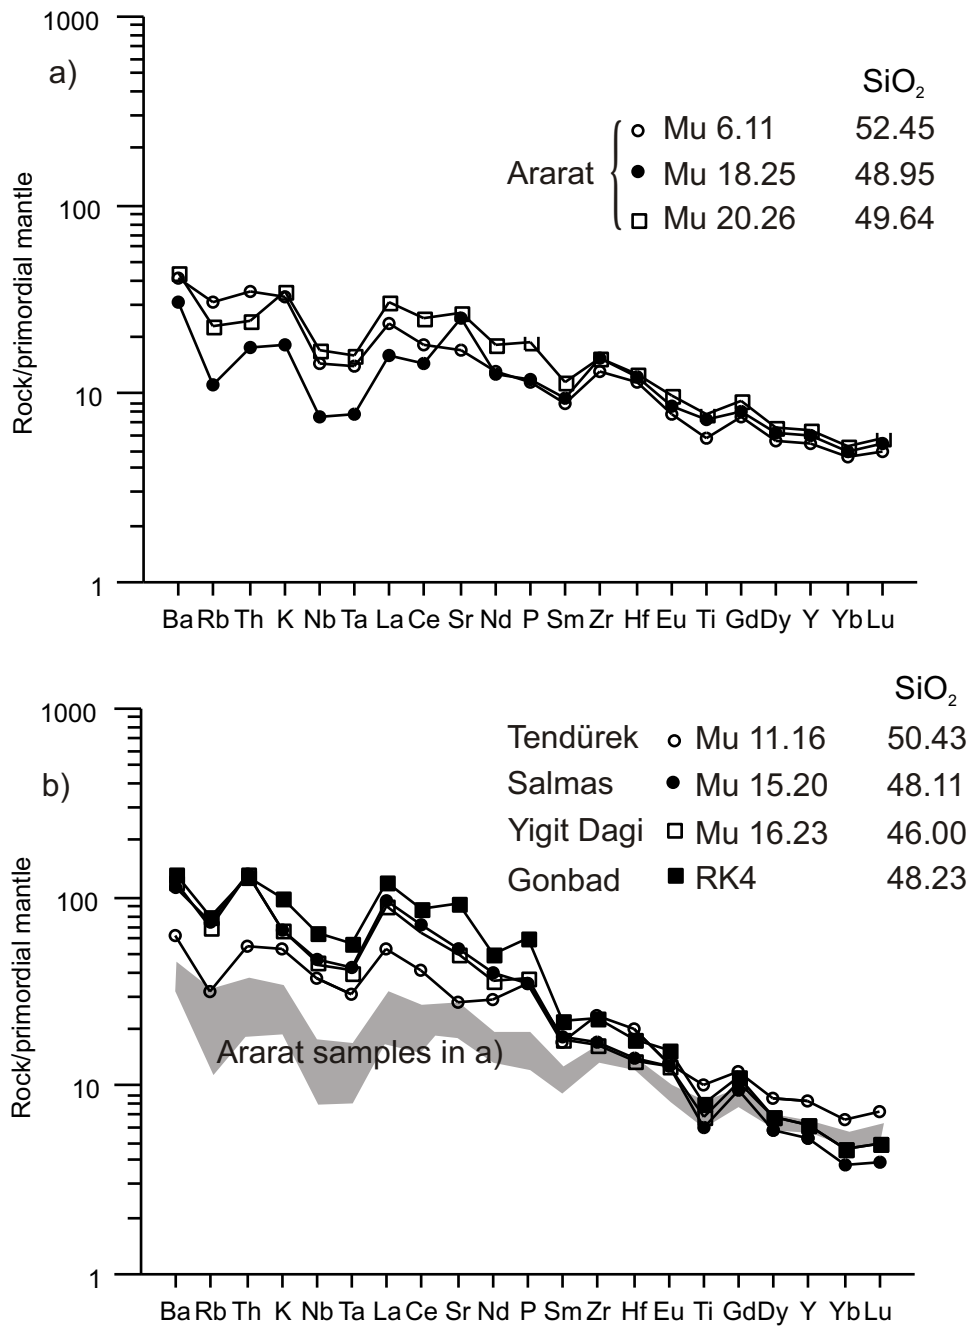 1000
a)
SiO2
Mu 6.11 52.45
Ararat Mu 18.25 48.95
Mu 20.26 49.64
100
Rock/primordial mantle
10
1
Ba Rb Th K Nb Ta La Ce Sr Nd P Sm Zr Hf Eu Ti Gd Dy Y Yb Lu
SiO2
1000
Tendürek Mu 11.16 50.43
b)
Salmas Mu 15.20 48.11
Yigit Dagi Mu 16.23 46.00
Gonbad RK4 48.23
100
Rock/primordial mantle
Ararat samples in a)
10
1
Ba Rb Th K Nb Ta La Ce Sr Nd P Sm Zr Hf Eu Ti Gd Dy Y Yb Lu